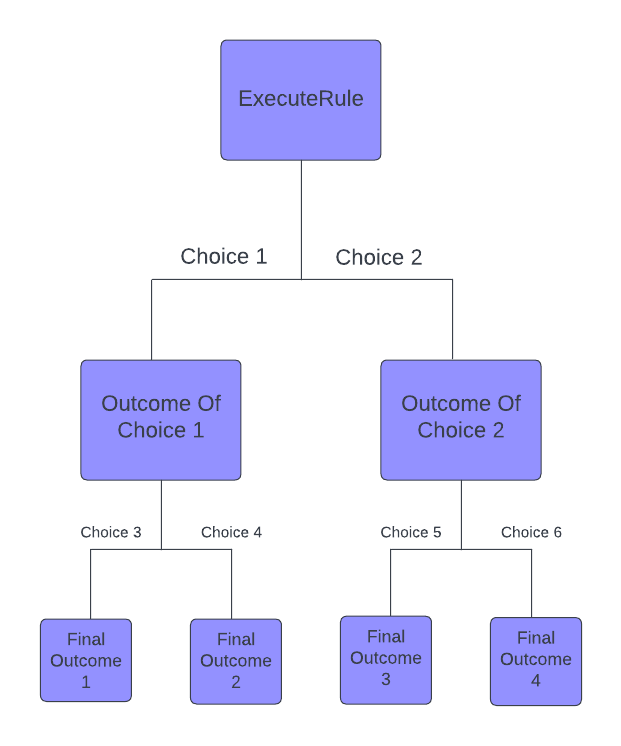 ExecuteRule
Choice 1
Choice 2
Outcome Of
Choice 1
Outcome Of
Choice 2
Choice 3
Choice 4
Choice 5
Choice 6
Final
Outcome
1
Final
Outcome
2
Final
Outcome
3
Final
Outcome
4